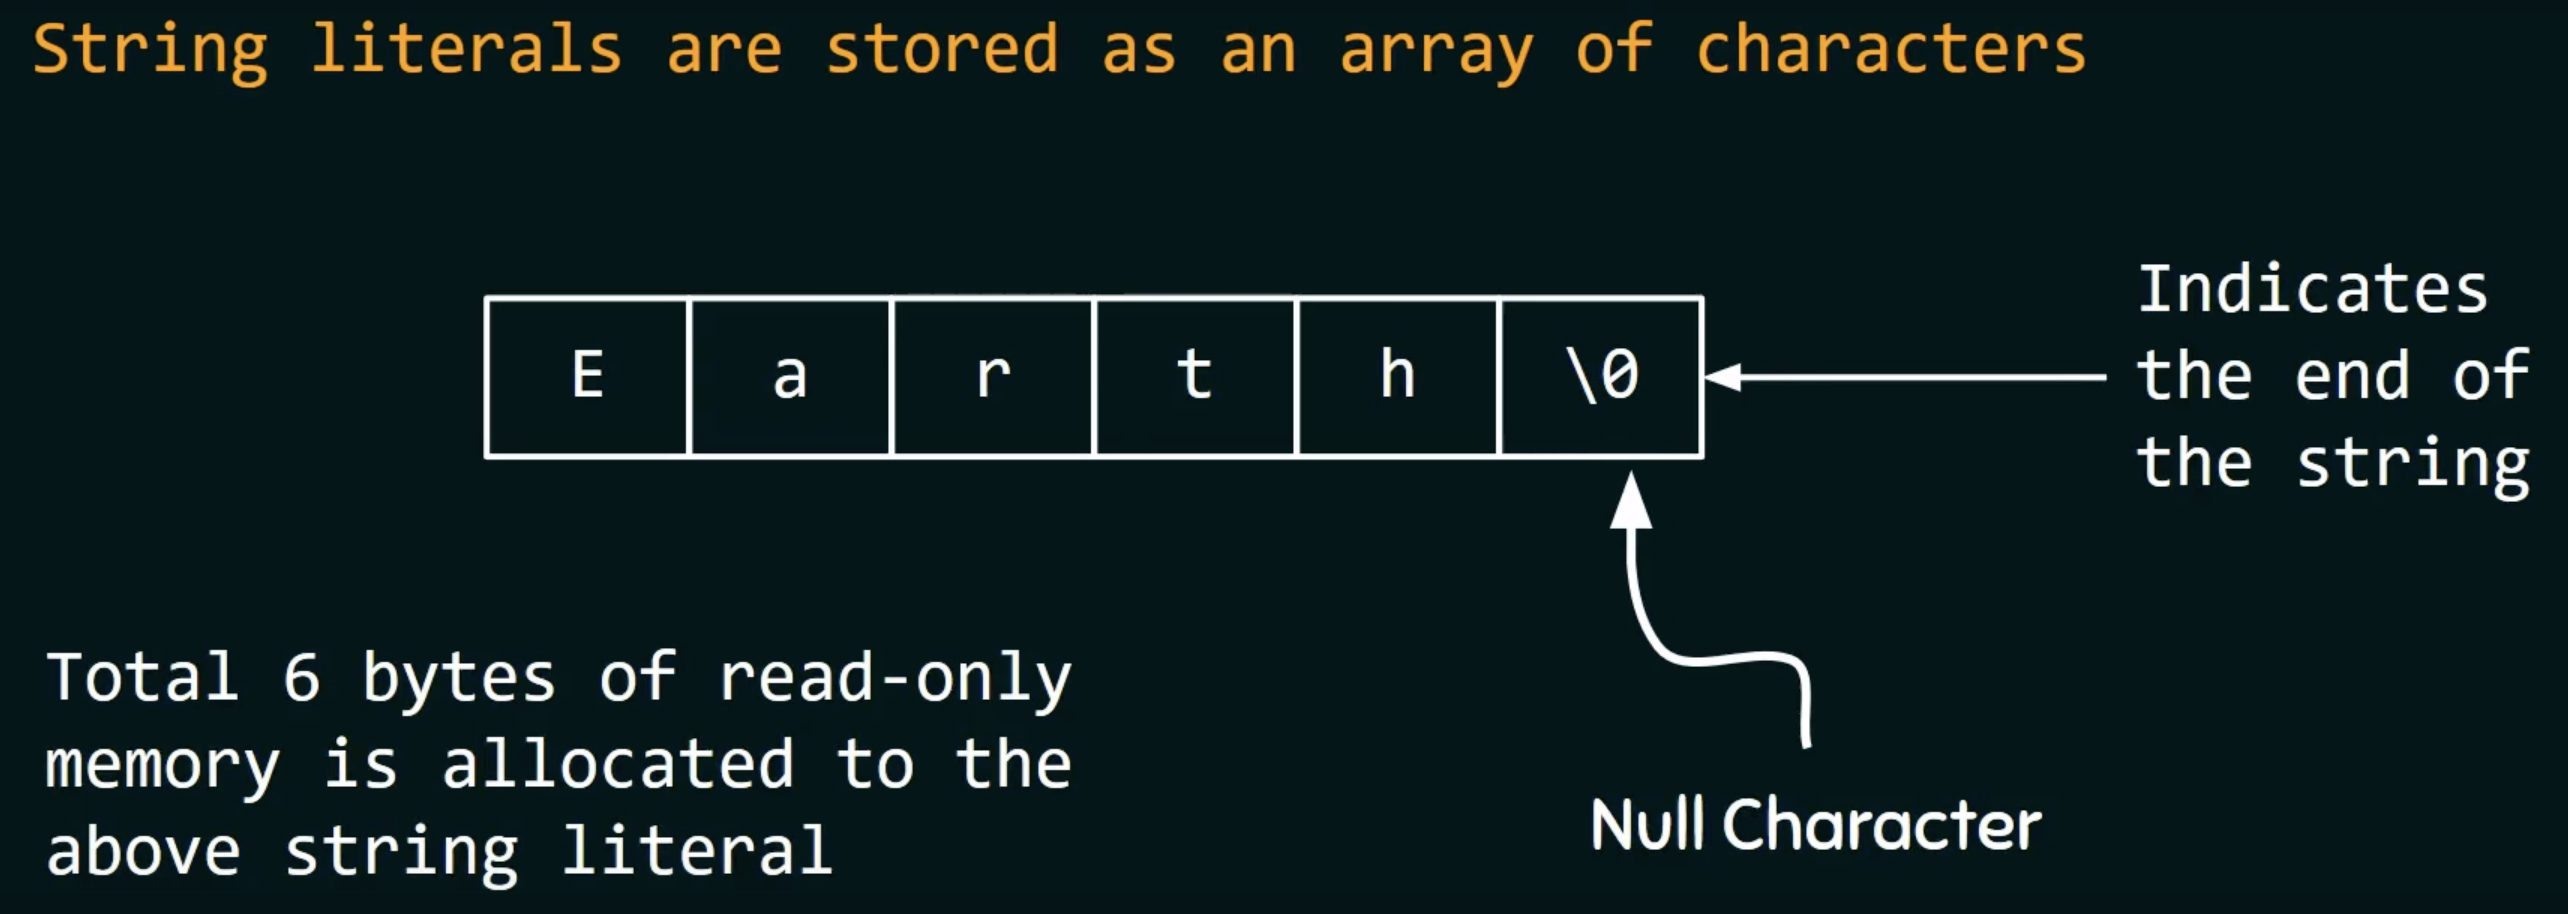 String literals are stored as an array of characters
E a r t h \0
Indicates
the end of
the string
Total 6 bytes of read-only
memory is allocated to the
above string literal
Null Character